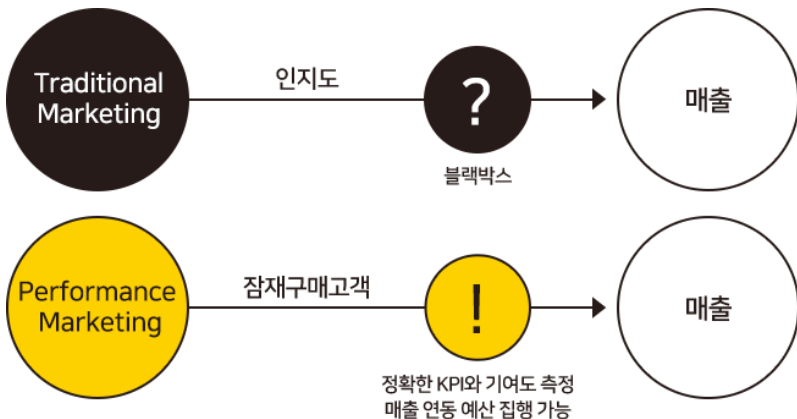 Traditional
Marketing
인지도
?
블랙박스
매출
Performance
Marketing
잠재구매고객
!
정확한 KPI와 기여도 측정
매출 연동 예산 집행 가능
매출